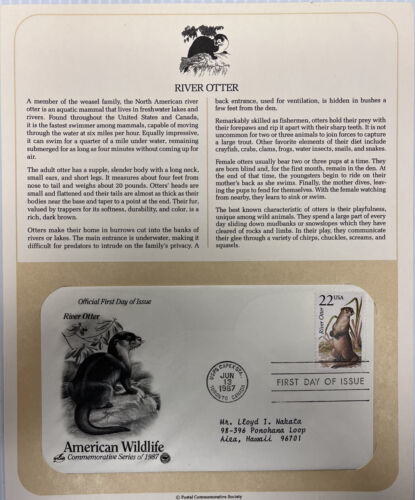 RIVER OTTER
A member of the weasel family, the North American river
otter is an aquatic mammal that lives in freshwater lakes and
rivers. Found throughout the United States and Canada,
it is the fastest swimmer among mammals, capable of moving
through the water at six miles per hour. Equally impressive,
it can swim for a quarter of a mile under water, remaining
submerged for as long as four minutes without coming up for
air.
The adult otter has a supple, slender body with a long neck,
small ears, and short legs. It measures about four feet from
nose to tail and weighs about 20 pounds. Otters' heads are
small and flattened and their tails are almost as thick as their
bodies near the base and taper to a point at the end. Their fur,
valued by trappers for its softness, durability, and color, is a
rich, dark brown.
Otters make their home in burrows cut into the banks of
rivers or lakes. The main entrance is underwater, making it
difficult for predators to intrude on the family's privacy. A
back entrance, used for ventilation, is hidden in bushes a
few feet from the den.
Remarkably skilled as fishermen, otters hold their prey with
their forepaws and rip it apart with their sharp teeth. It is not
uncommon for two or three animals to join forces to capture
a large trout. Other favorite elements of their diet include
crayfish, crabs, clams, frogs, water insects, snails, and snakes.
Female otters usually bear two or three pups at a time. They
are born blind and, for the first month, remain in the den. At
the end of that time, the youngsters begin to ride on their
mother's back as she swims. Finally, the mother dives, leav-
ing the pups to fend for themselves. With the female watching
from nearby, they learn to sink or swim.
The best known characteristic of otters is their playfulness,
unique among wild animals. They spend a large part of every
day sliding down mudbanks or snowslopes which they have
cleared of rocks and limbs. In their play, they communicate
their glee through a variety of chirps, chuckles, screams, and
squawls.
Official First Day of Issue
River Otter
American Wildlife
Commemorative Series of 1987
JUN
13
1987
TORONTO CANADA
FIRST DAY OF ISSUE
22 USA
River Otter
Mr. Lloyd I. Nakata
98-396 Ponohana Loop
Aiea, Hawaii 96701
© Postal Commemorative Society